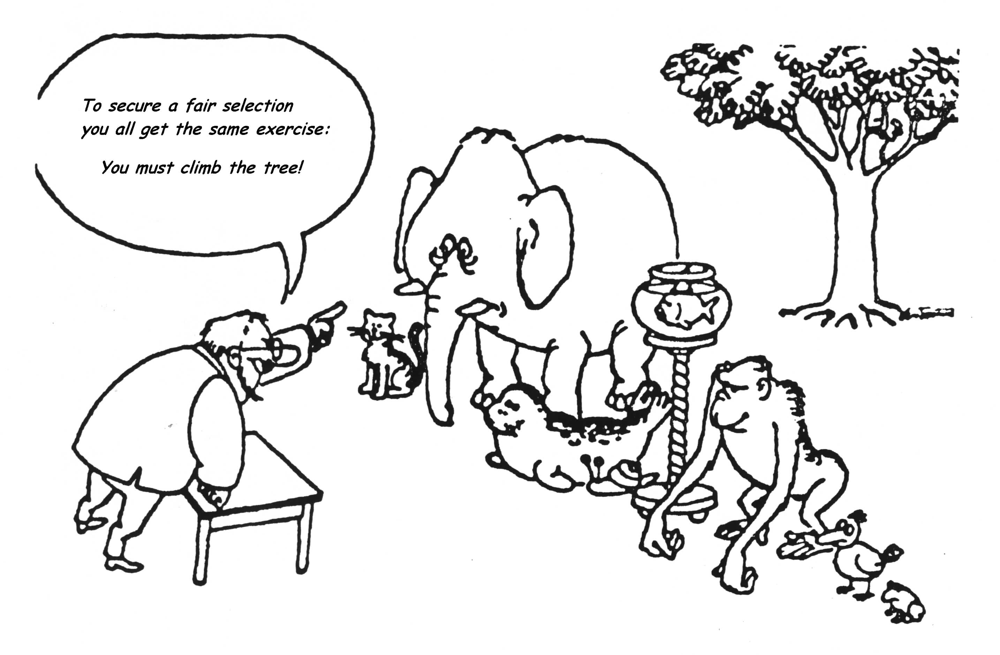 To secure a fair selection
you all get the same exercise:
You must climb the tree!